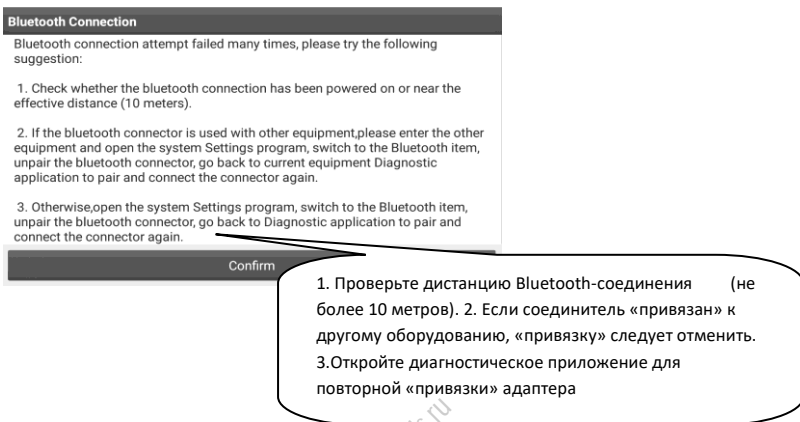 Bluetooth Connection
Bluetooth connection attempt failed many times, please try the following
suggestion:
1. Check whether the bluetooth connection has been powered on or near the
effective distance (10 meters).
2. If the bluetooth connector is used with other equipment,please enter the other
equipment and open the system Settings program, switch to the Bluetooth item,
unpair the bluetooth connector, go back to current equipment Diagnostic
application to pair and connect the connector again.
3. Otherwise,open the system Settings program, switch to the Bluetooth item,
unpair the bluetooth connector, go back to Diagnostic application to pair and
connect the connector again.
Confirm
1. Проверьте дистанцию Bluetooth-соединения (не
более 10 метров). 2. Если соединитель «привязан» к
другому оборудованию, «привязку» следует отменить.
3.Откройте диагностическое приложение для
повторной «привязки» адаптера